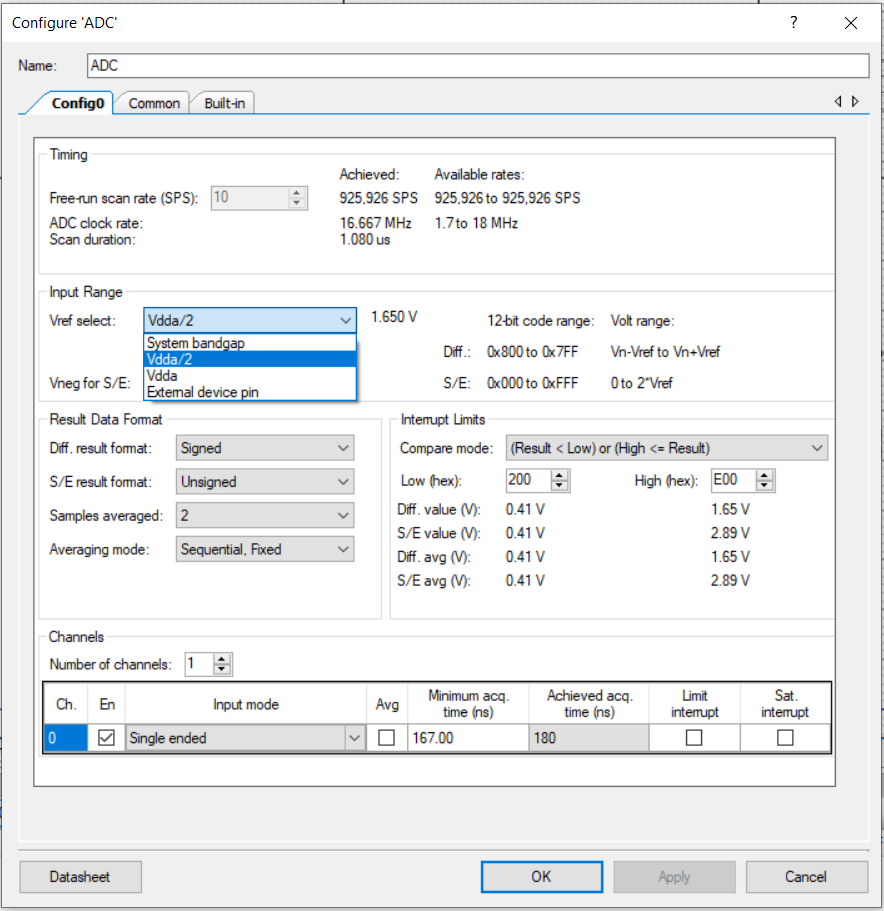 Configure 'ADC'
?
Name: ADC
Config0 Common Built-in
Timing
Achieved: Available rates:
Free-run scan rate (SPS): 10 925,926 SPS 925,926 to 925,926 SPS
ADC clock rate: 16.667 MHz 1.7 to 18 MHz
Scan duration: 1.080 us
Input Range
Vref select: Vdda/2 1.650 V 12-bit code range: Volt range:
System bandgap
Vdda/2 Diff.: 0x800 to 0x7FF Vn-Vref to Vn+Vref
Vdda
Vneg for S/E: S/E: 0x000 to 0xFFF 0 to 2*Vref
External device pin
Result Data Format
Diff. result format: Signed
S/E result format: Unsigned
Samples averaged: 2
Averaging mode: Sequential, Fixed
Interrupt Limits
Compare mode: (Result < Low) or (High <= Result)
Low (hex): 200 High (hex): E00
Diff. value (V): 0.41 V 1.65 V
S/E value (V): 0.41 V 2.89 V
Diff. avg (V): 0.41 V 1.65 V
S/E avg (V): 0.41 V 2.89 V
Channels
Number of channels: 1
Ch. En Input mode Avg Minimum acq. time (ns) Achieved acq. time (ns) Limit interrupt Sat. interrupt
0 Single ended 167.00 180
Datasheet OK Apply Cancel